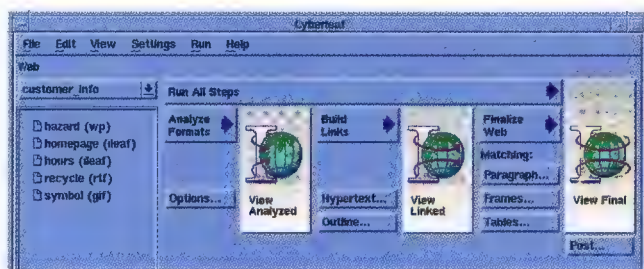 Cyberleaf
File Edit View Settings Run Help
Web
customer_info
Run All Steps
hazard (wp)
homepage (ileaf)
hours (ileaf)
recycle (rtf)
symbol (gif)
Analyze
Formats
Options...
View
Analyzed
Build
Links
Hypertext...
Outline...
View
Linked
Finalize
Web
Matching:
Paragraph...
Frames...
Tables...
View Final
Post...